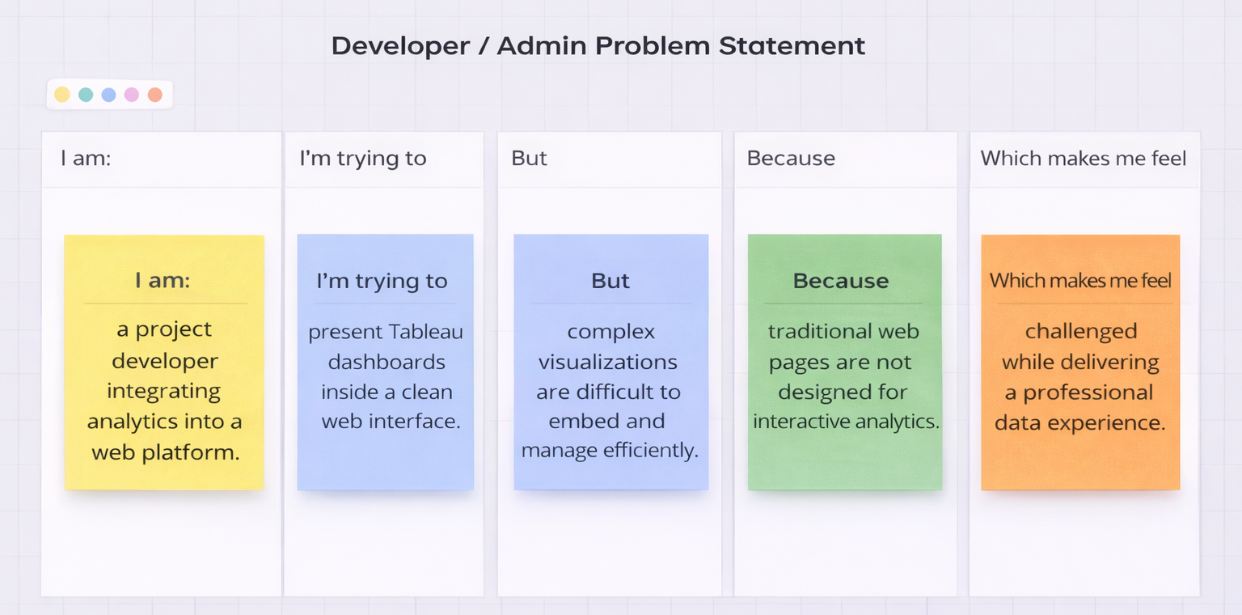 Developer / Admin Problem Statement
I am:
I'm trying to
But
Because
Which makes me feel
I am:
a project
developer
integrating
analytics into a
web platform.
I'm trying to
present Tableau
dashboards
inside a clean
web interface.
But
complex
visualizations
are difficult to
embed and
manage efficiently.
Because
traditional web
pages are not
designed for
interactive analytics.
Which makes me feel
challenged
while delivering
a professional
data experience.